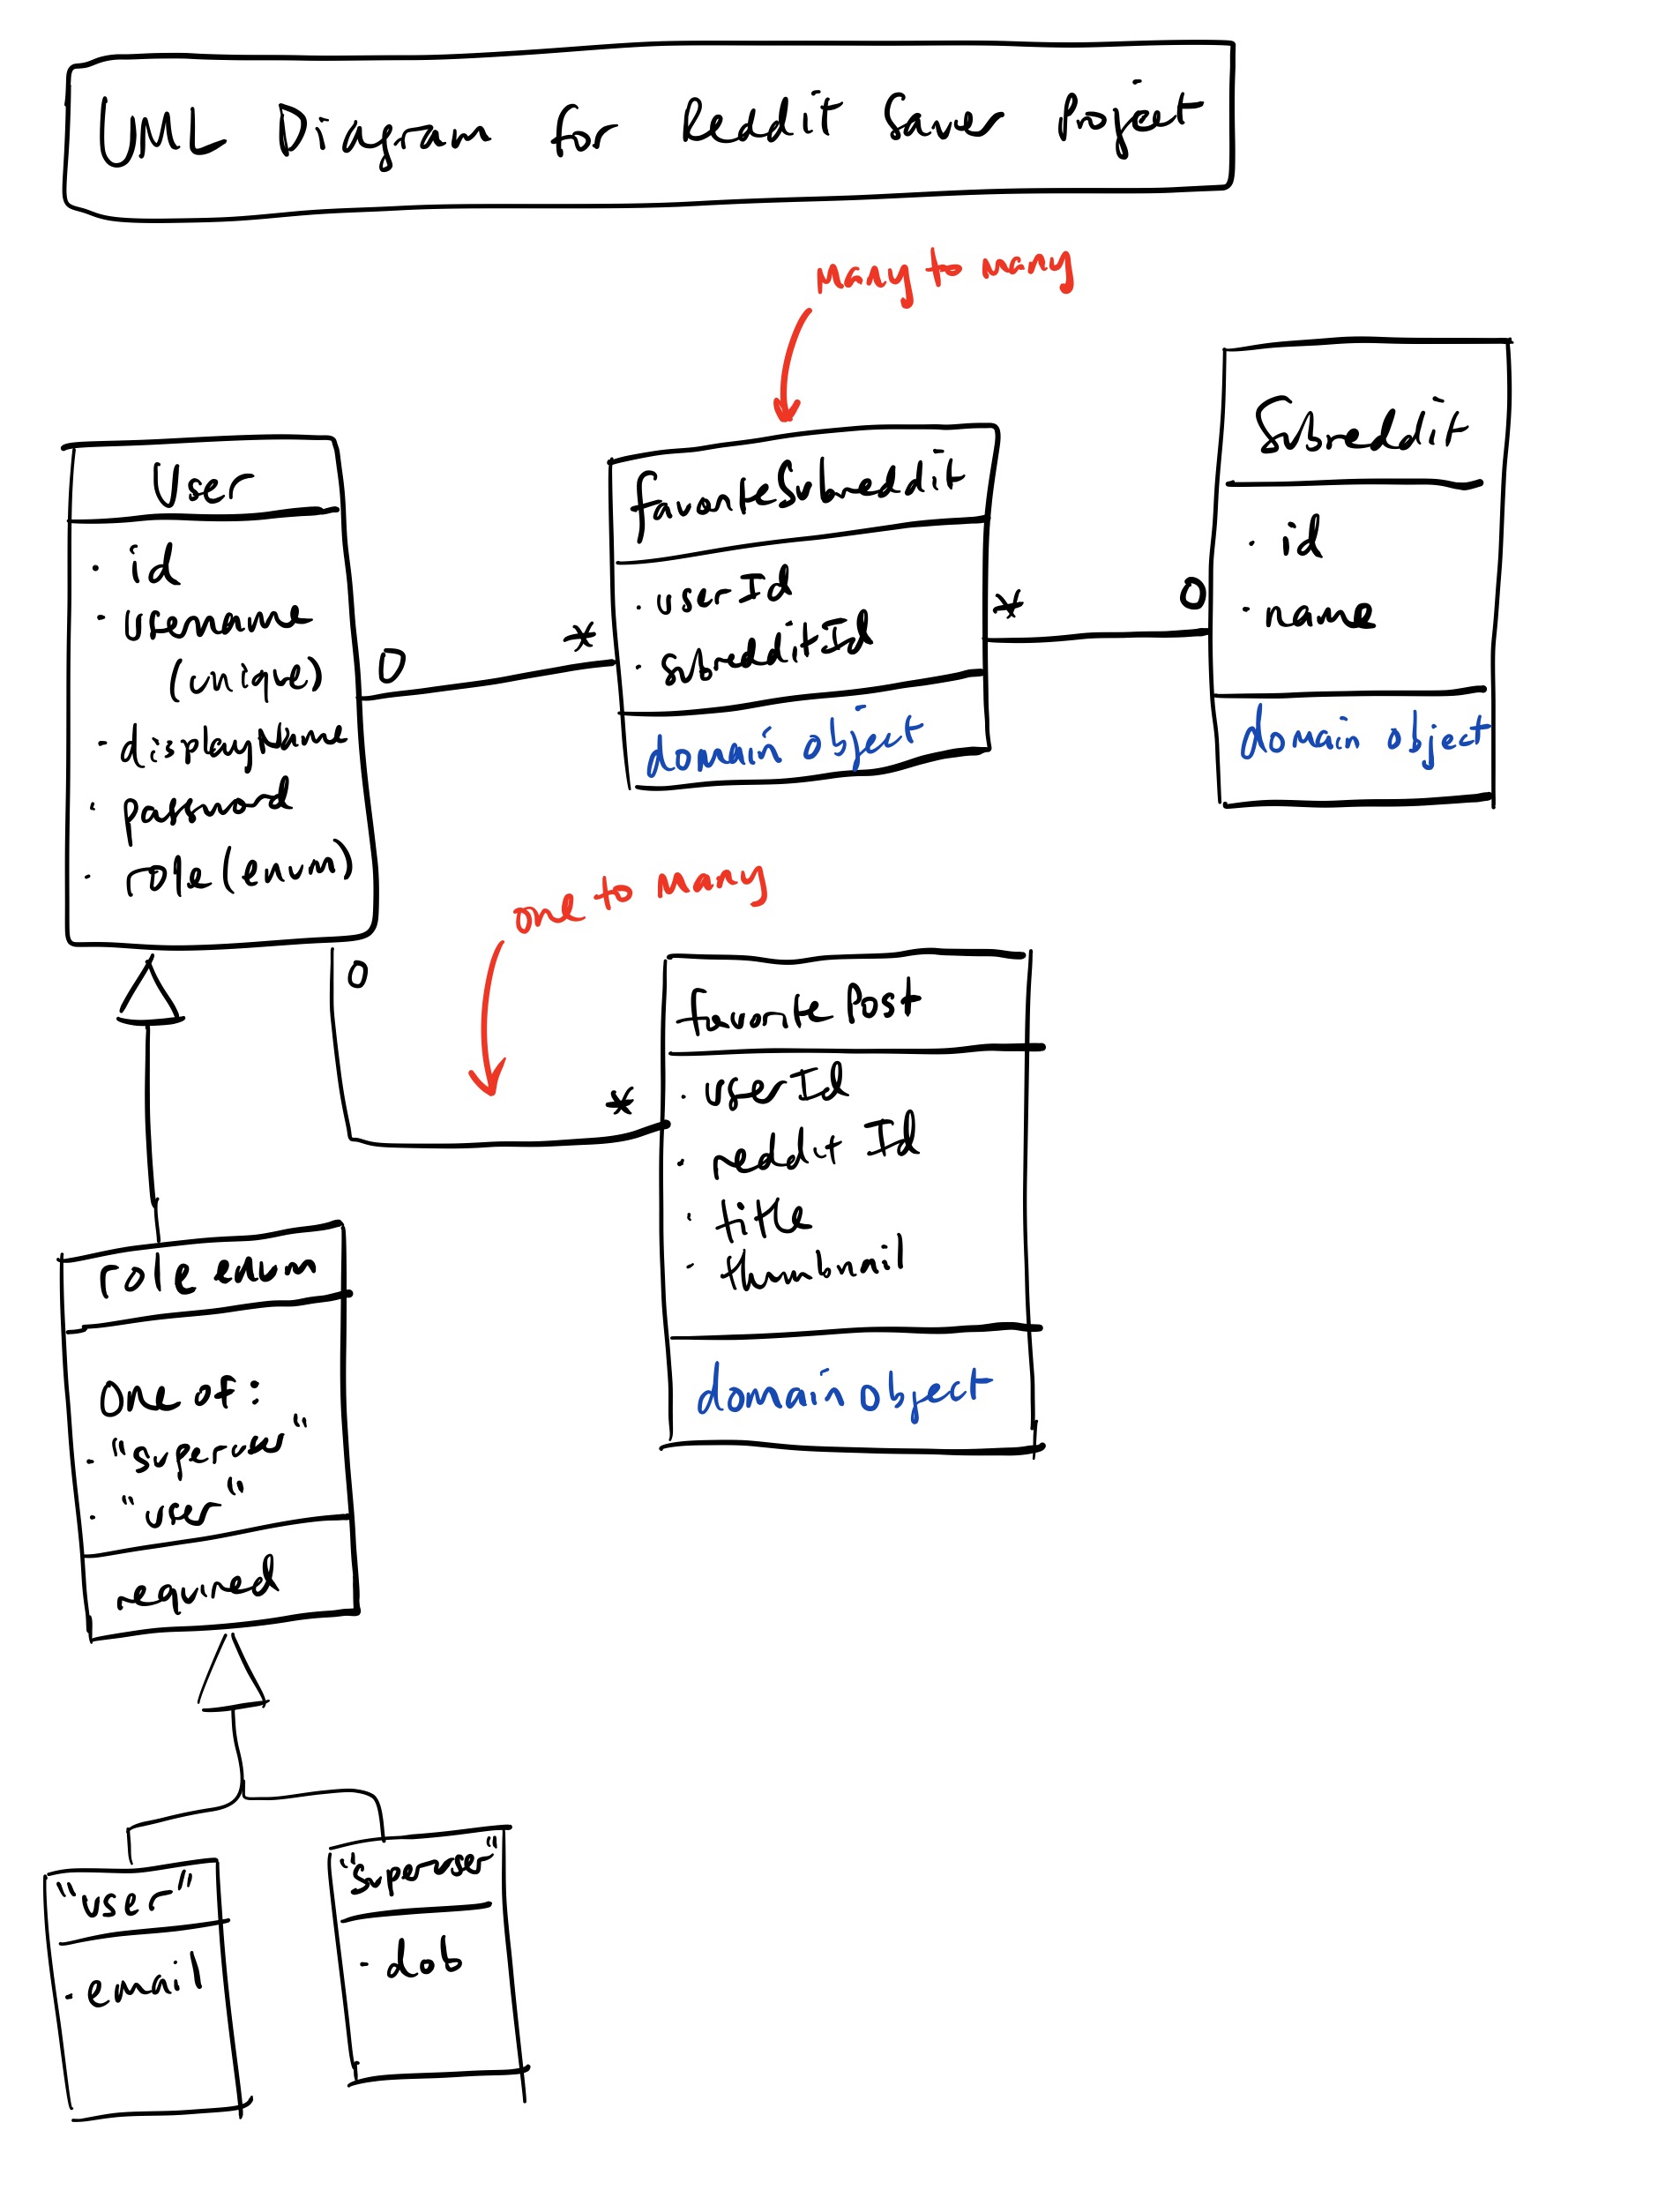 UML Diagram for Reddit Saver Project
many to many
User
· id
· username
(unique)
· displayName
· password
· role (enum)
0
*
favoriteSubreddit
· userId
· subredditId
domain object
*
0
Subreddit
· id
· name
domain object
one to many
0
*
favorite Post
· userId
· reddit Id
· title
· thumbnail
domain object
role enum
one of:
· "superuser"
· "user"
required
"user"
· email
"superuser"
· dob